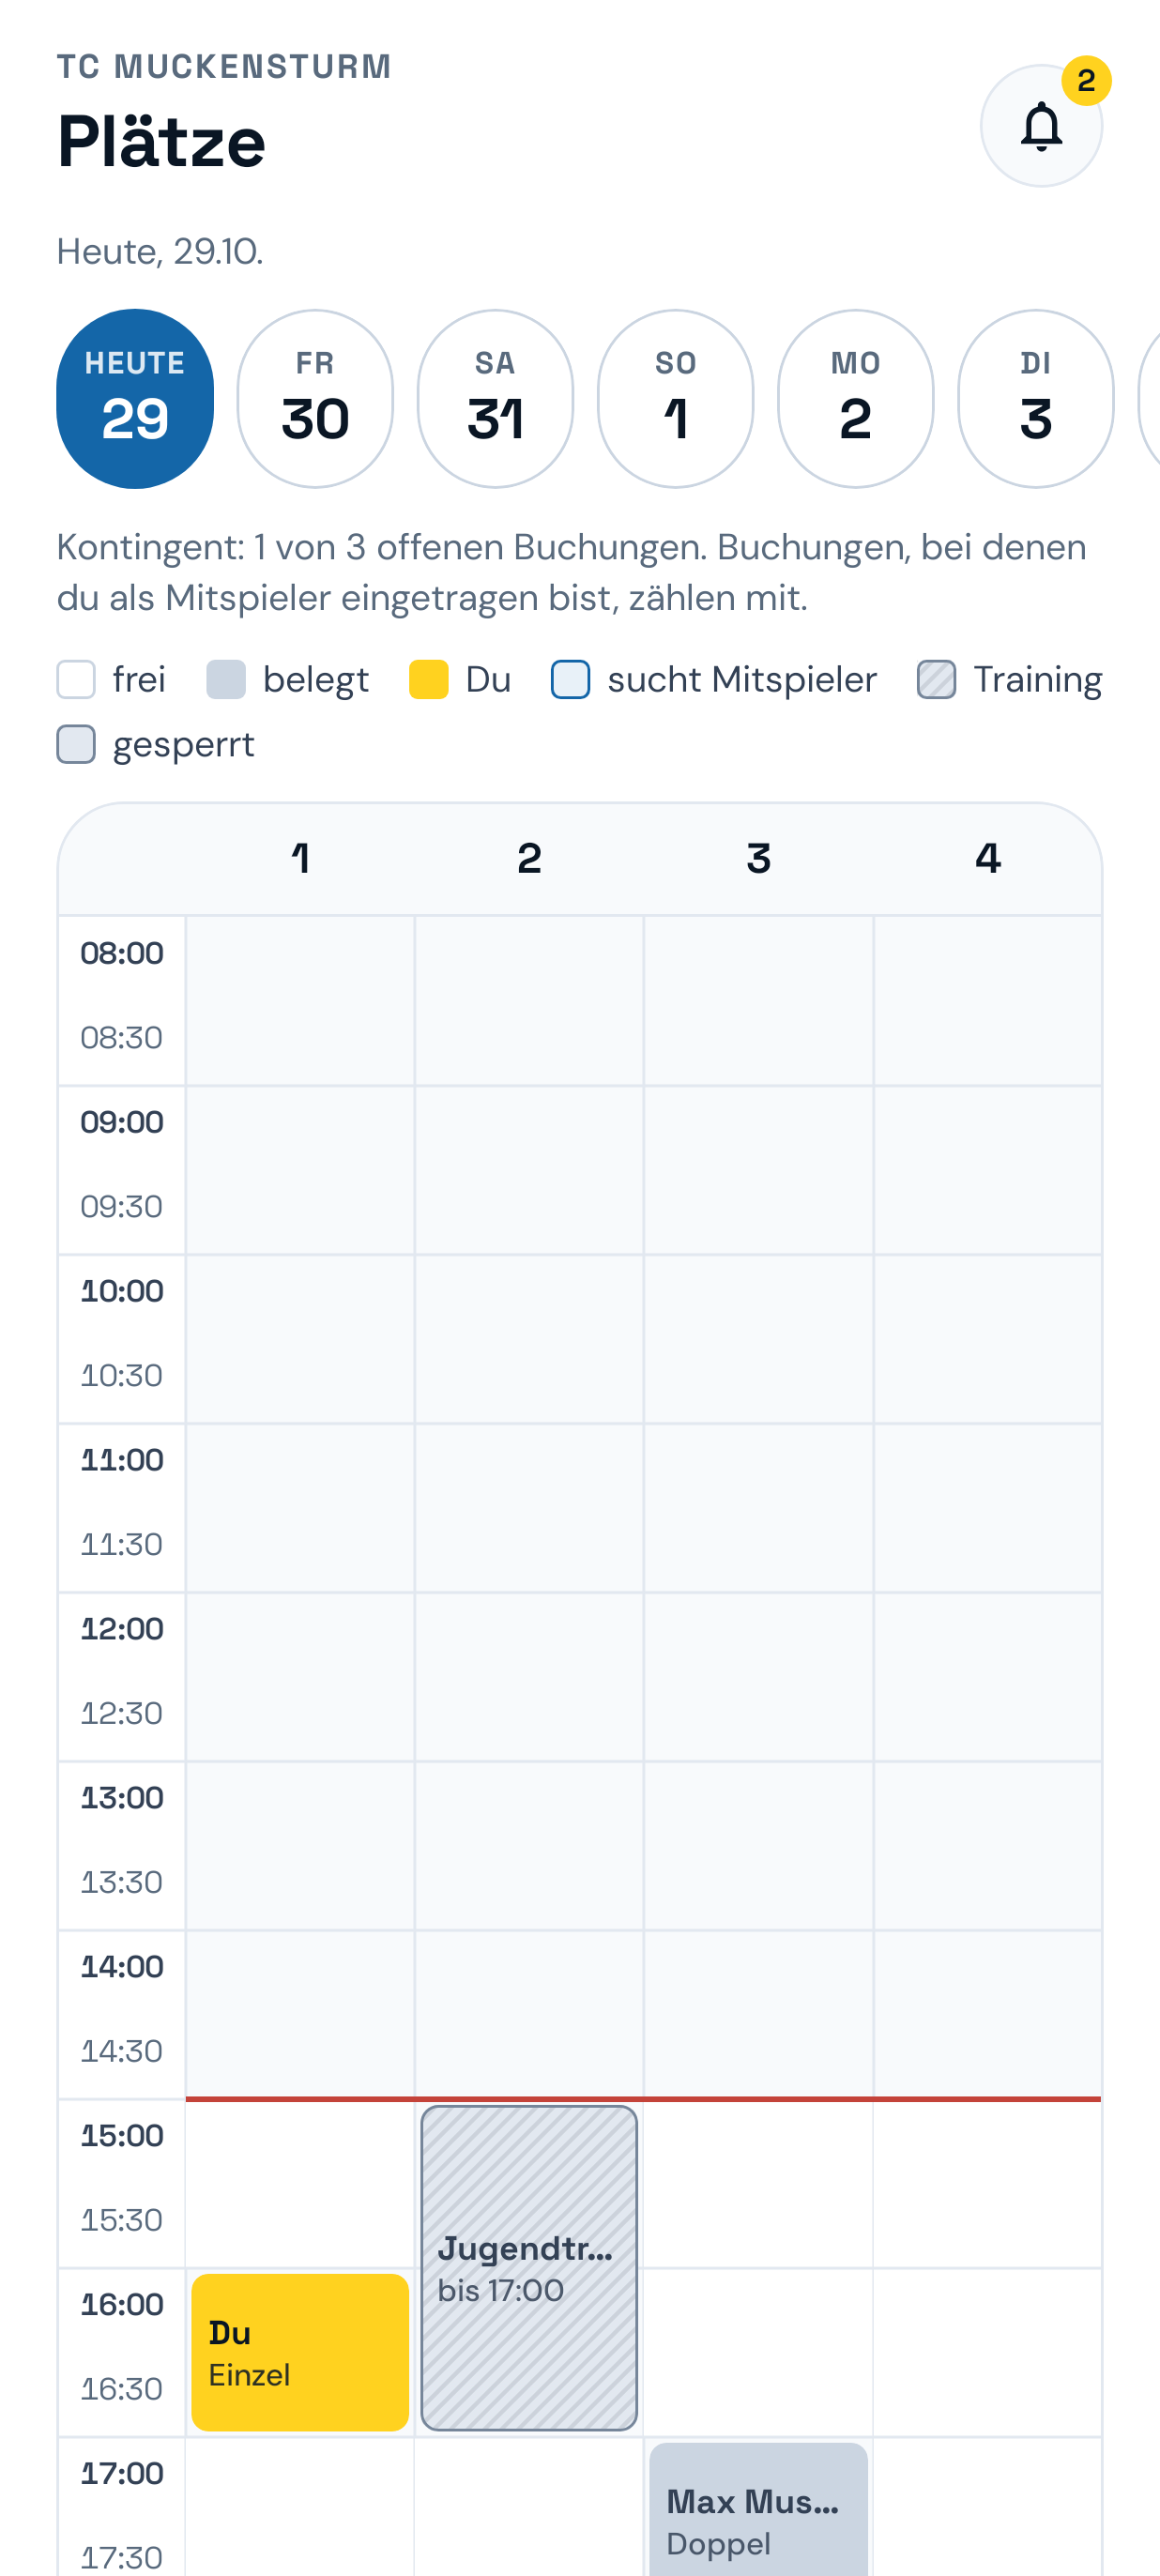 TC MUCKENSTURM
Plätze
2
Heute, 29.10.
HEUTE FR SA SO MO DI
29 30 31 1 2 3
Kontingent: 1 von 3 offenen Buchungen. Buchungen, bei denen
du als Mitspieler eingetragen bist, zählen mit.
frei belegt Du sucht Mitspieler Training
gesperrt
1 2 3 4
08:00
08:30
09:00
09:30
10:00
10:30
11:00
11:30
12:00
12:30
13:00
13:30
14:00
14:30
15:00
15:30
Jugendtr...
bis 17:00
16:00
Du
Einzel
16:30
17:00
Max Mus...
Doppel
17:30